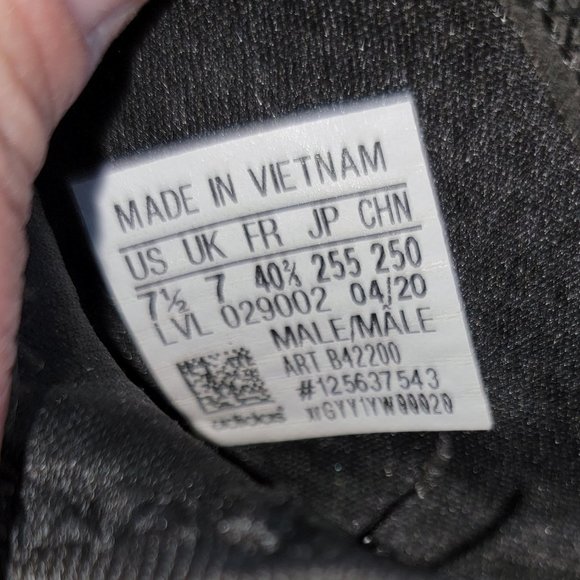 MADE IN VIETNAM
US UK FR JP CHN
7½ 7 40⅔ 255 250
LVL 029002 04/20
MALE/MÂLE
ART B42200
#125637543
adidas